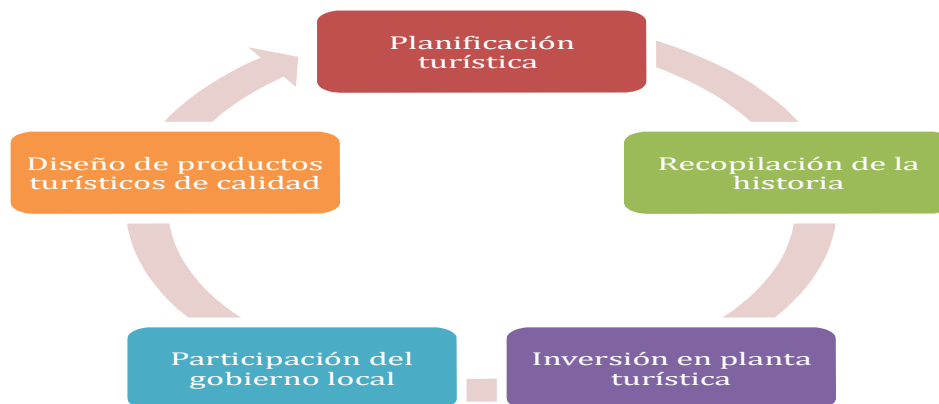 Planificación
turística
Recopilación de la
historia
Inversión en planta
turística
Participación del
gobierno local
Diseño de productos
turísticos de calidad